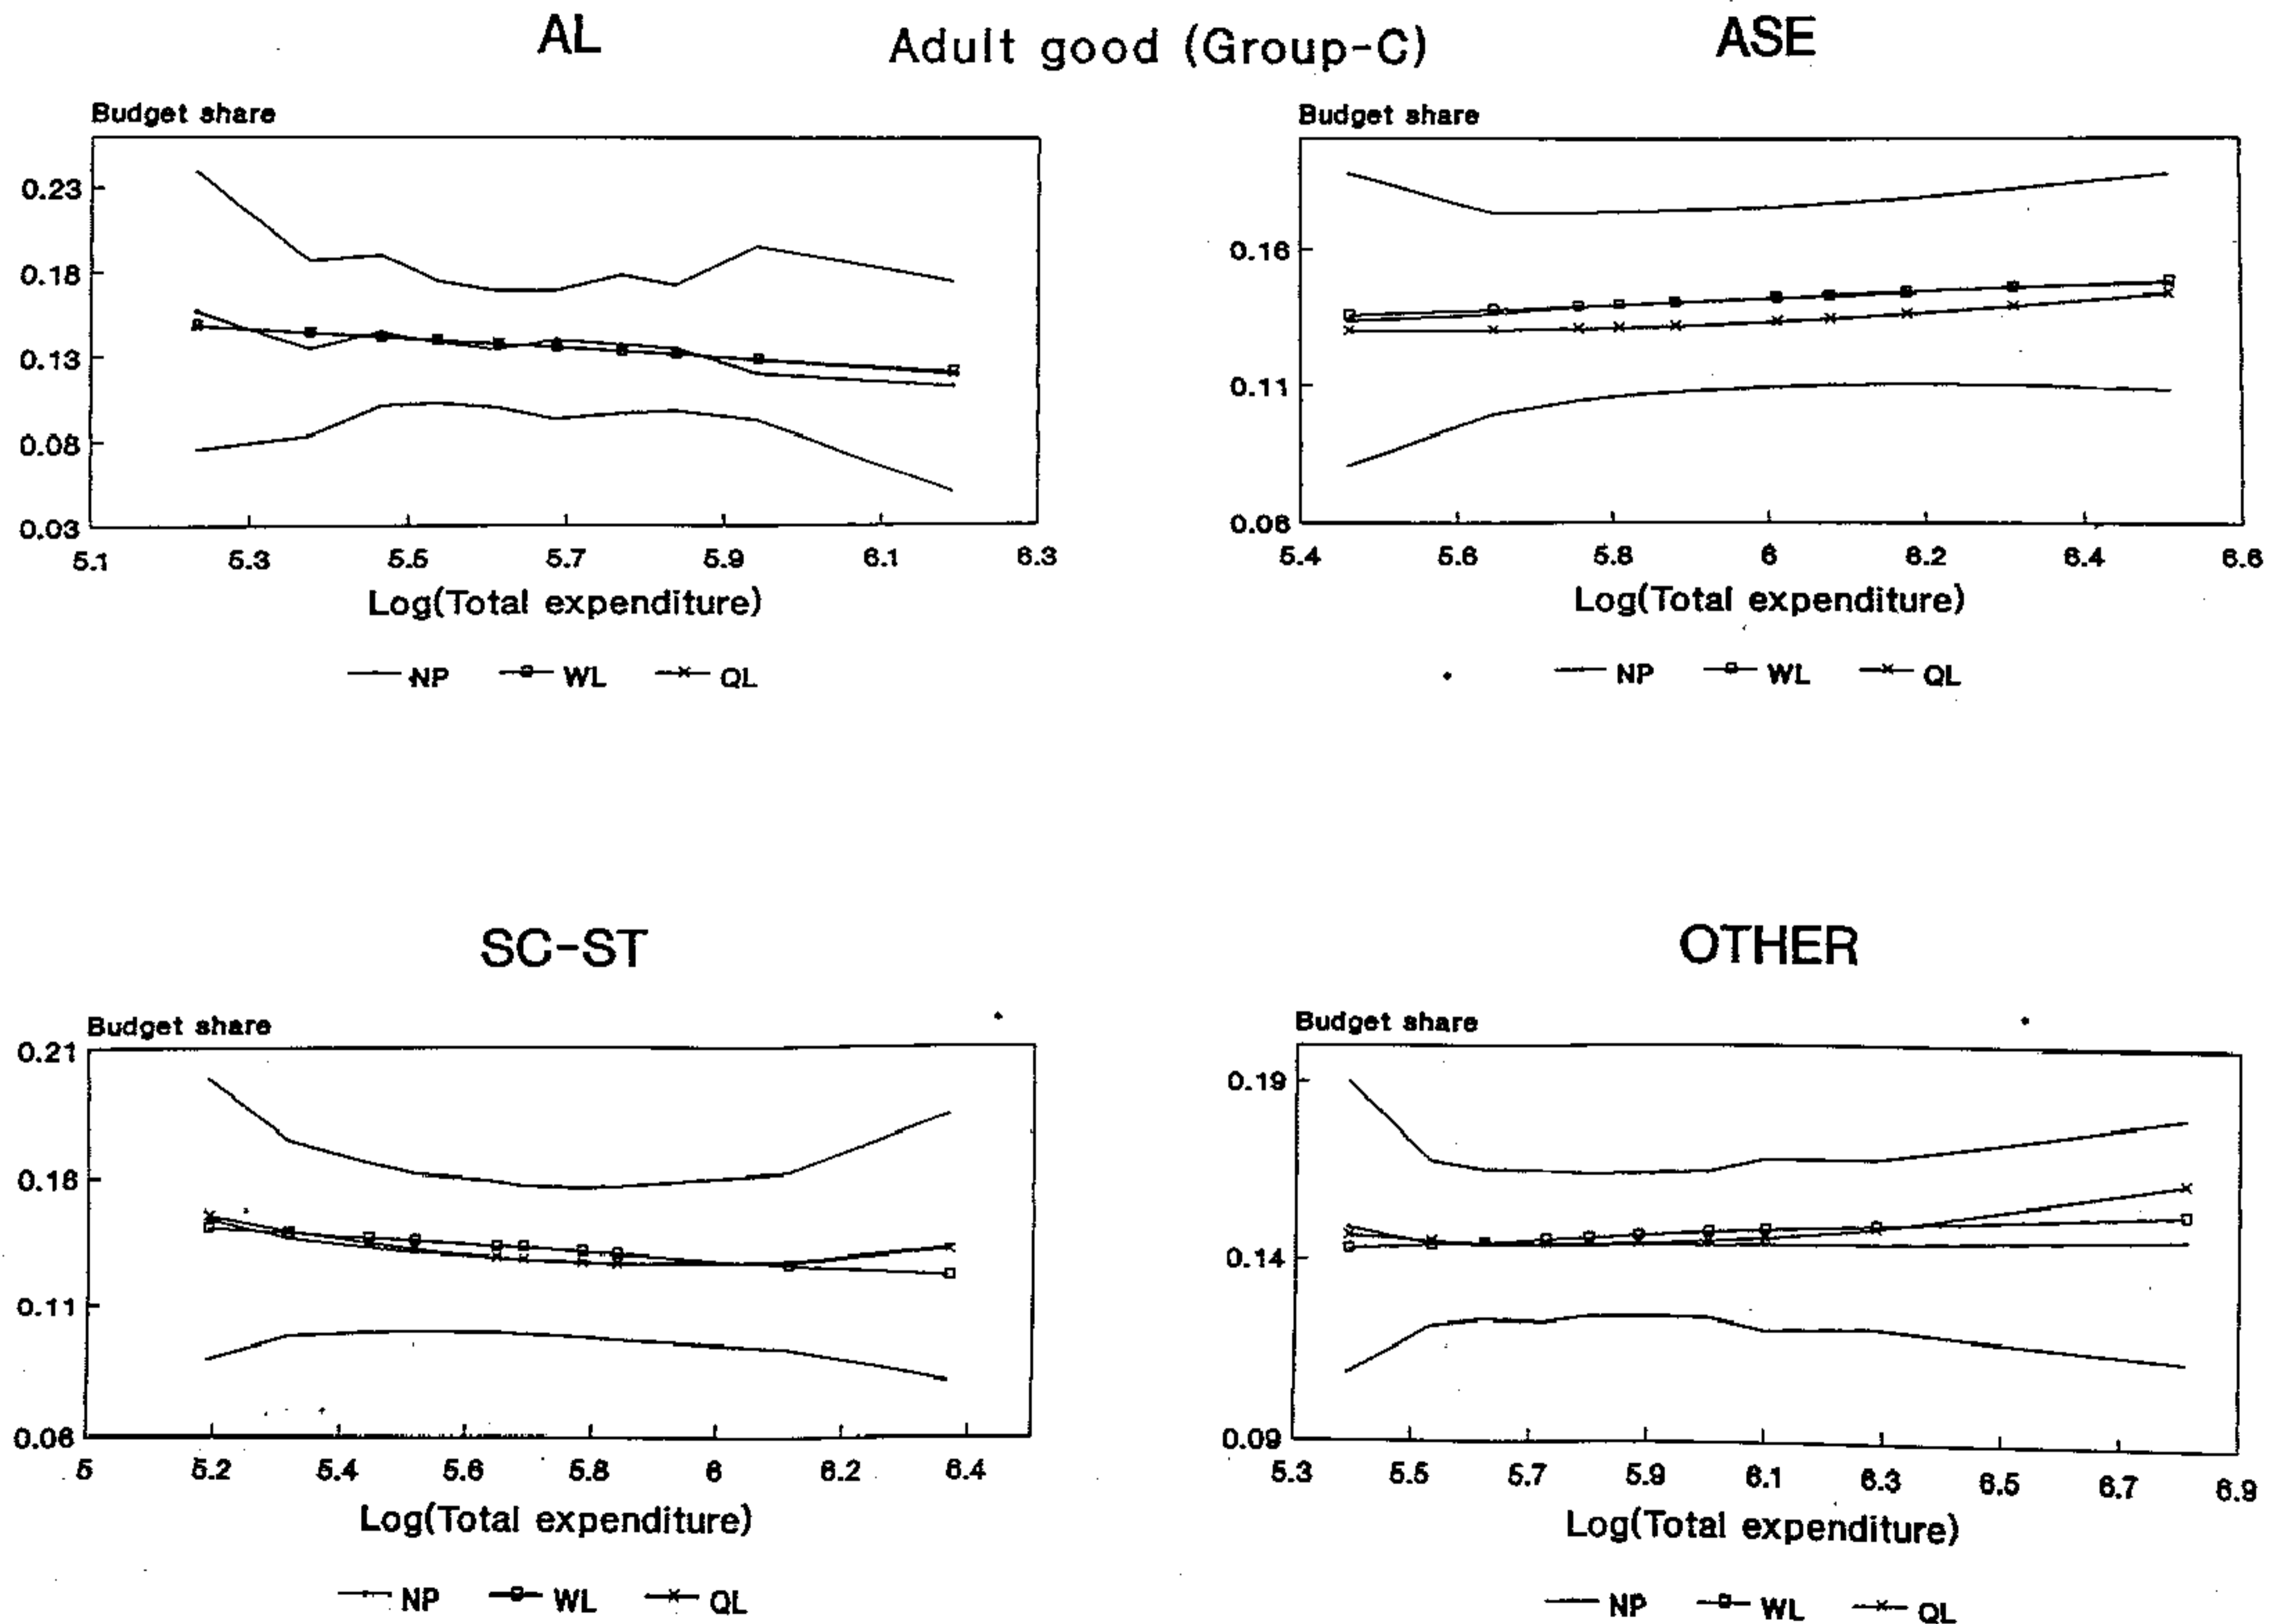 AL
Adult good (Group-C)
ASE
Budget share
0.23
0.18
0.13
0.08
0.03
5.1 5.3 5.5 5.7 5.9 6.1 6.3
Log(Total expenditure)
NP WL QL
Budget share
0.16
0.11
0.06
5.4 5.6 5.8 6 6.2 6.4 6.6
Log(Total expenditure)
NP WL QL
SC-ST
Budget share
0.21
0.16
0.11
0.06
5 5.2 5.4 5.6 5.8 6 6.2 6.4
Log(Total expenditure)
NP WL QL
OTHER
Budget share
0.19
0.14
0.09
5.3 5.5 5.7 5.9 6.1 6.3 6.5 6.7 6.9
Log(Total expenditure)
NP WL QL